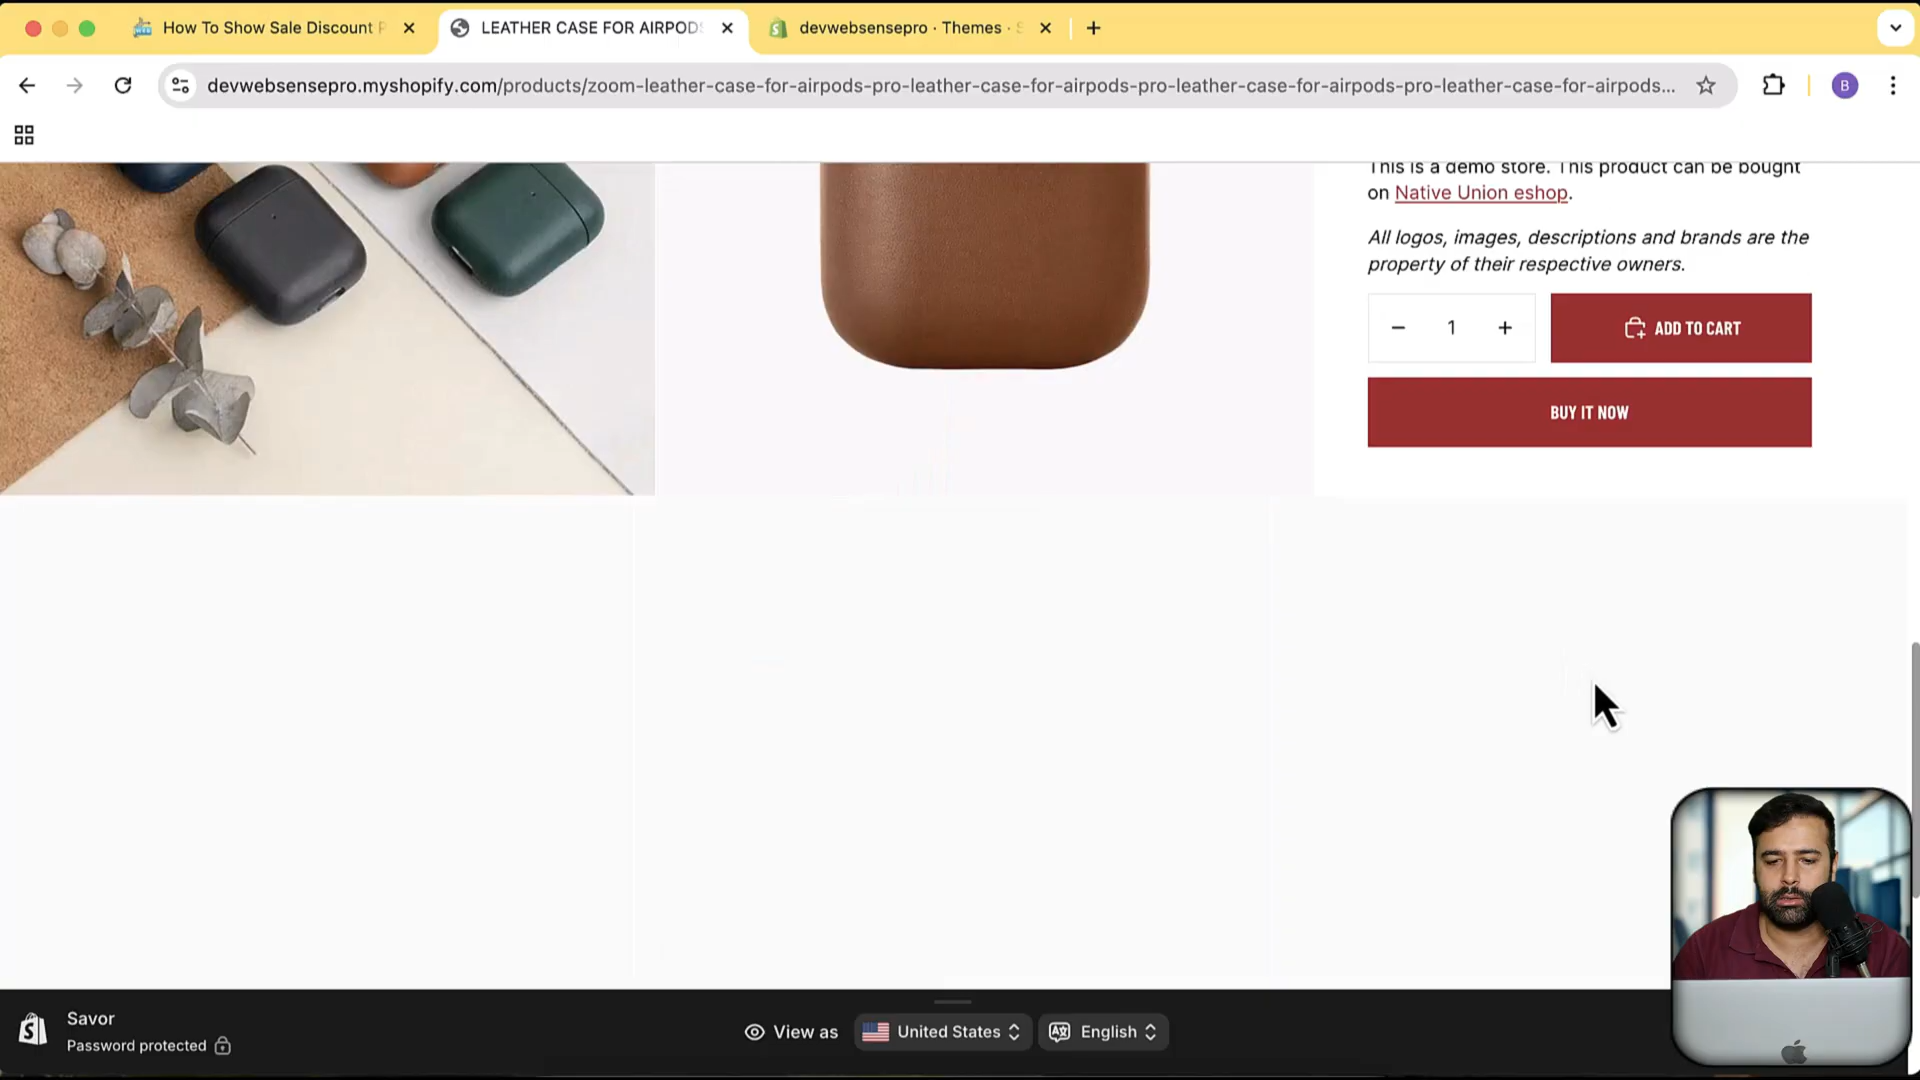 How To Show Sale Discount P
LEATHER CASE FOR AIRPODS
devwebsensepro · Themes · S
devwebsensepro.myshopify.com/products/zoom-leather-case-for-airpods-pro-leather-case-for-airpods-pro-leather-case-for-airpods-pro-leather-case-for-airpods...
B
This is a demo store. This product can be bought
on Native Union eshop.
All logos, images, descriptions and brands are the
property of their respective owners.
− 1 +
ADD TO CART
BUY IT NOW
Savor
Password protected
View as
United States
English